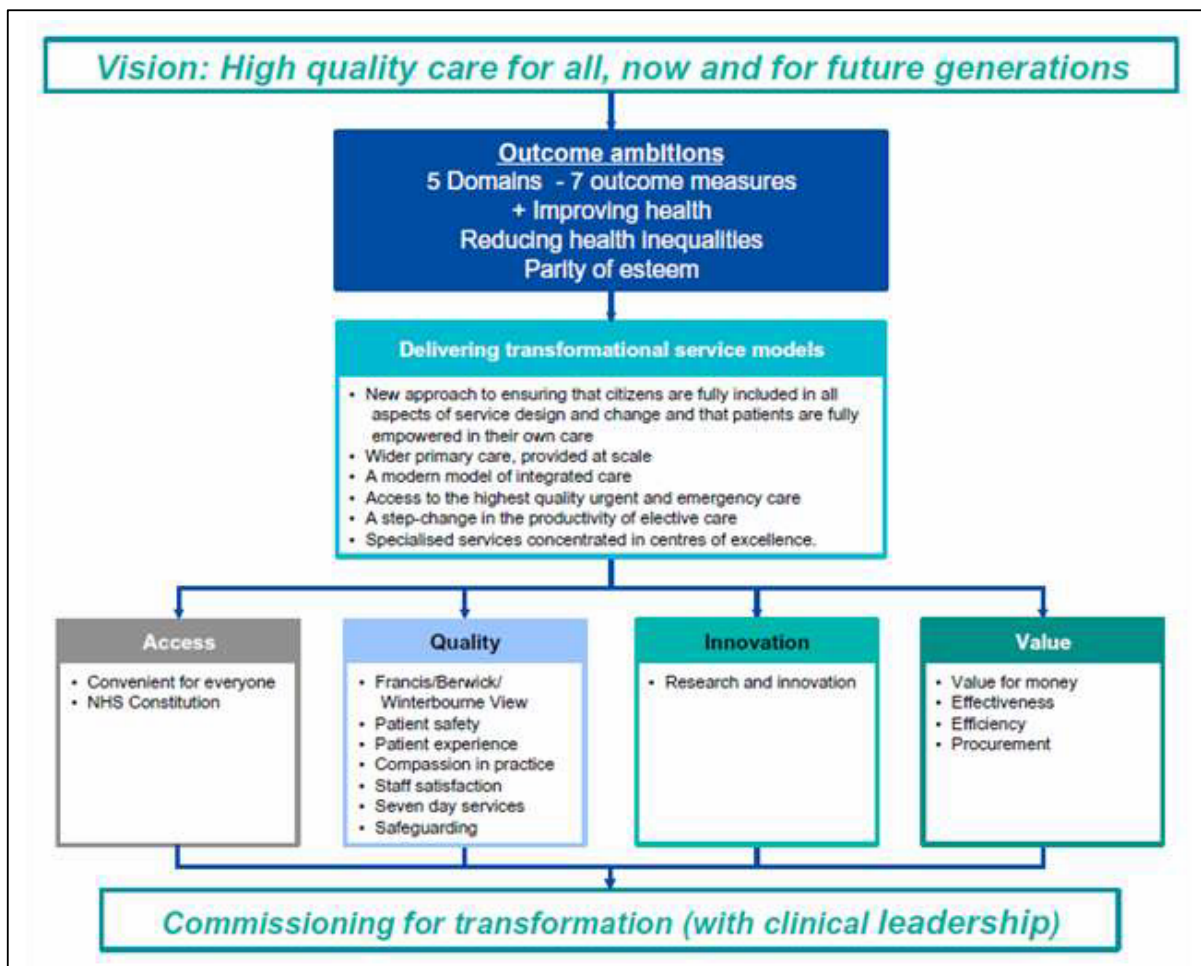 Vision: High quality care for all, now and for future generations
Outcome ambitions
5 Domains - 7 outcome measures
+ Improving health
Reducing health inequalities
Parity of esteem
Delivering transformational service models
• New approach to ensuring that citizens are fully included in all
aspects of service design and change and that patients are fully
empowered in their own care
• Wider primary care, provided at scale
• A modern model of integrated care
• Access to the highest quality urgent and emergency care
• A step-change in the productivity of elective care
• Specialised services concentrated in centres of excellence.
Access
• Convenient for everyone
• NHS Constitution
Quality
• Francis/Berwick/
Winterbourne View
• Patient safety
• Patient experience
• Compassion in practice
• Staff satisfaction
• Seven day services
• Safeguarding
Innovation
• Research and innovation
Value
• Value for money
• Effectiveness
• Efficiency
• Procurement
Commissioning for transformation (with clinical leadership)